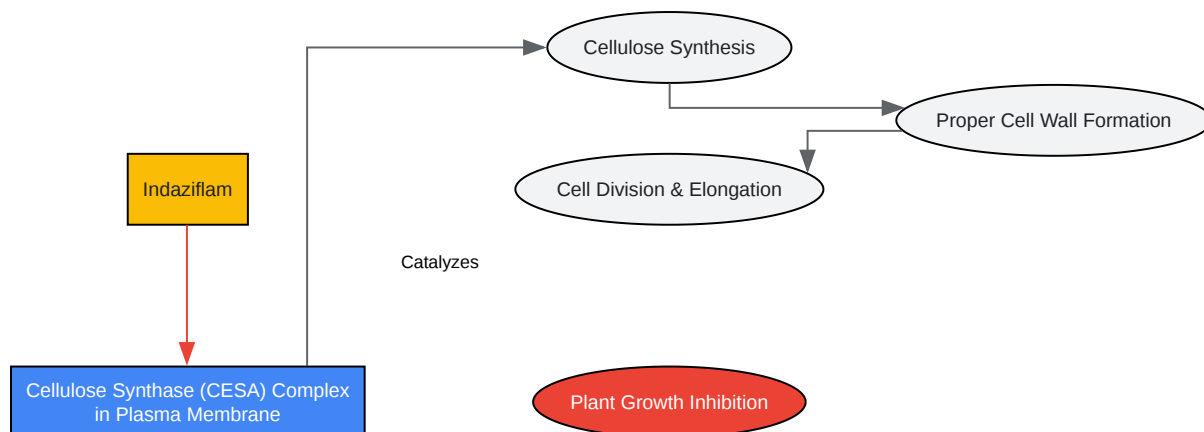 Cellulose Synthesis
Proper Cell Wall Formation
Indaziflam
Cell Division & Elongation
Catalyzes
Cellulose Synthase (CESA) Complex
in Plasma Membrane
Plant Growth Inhibition